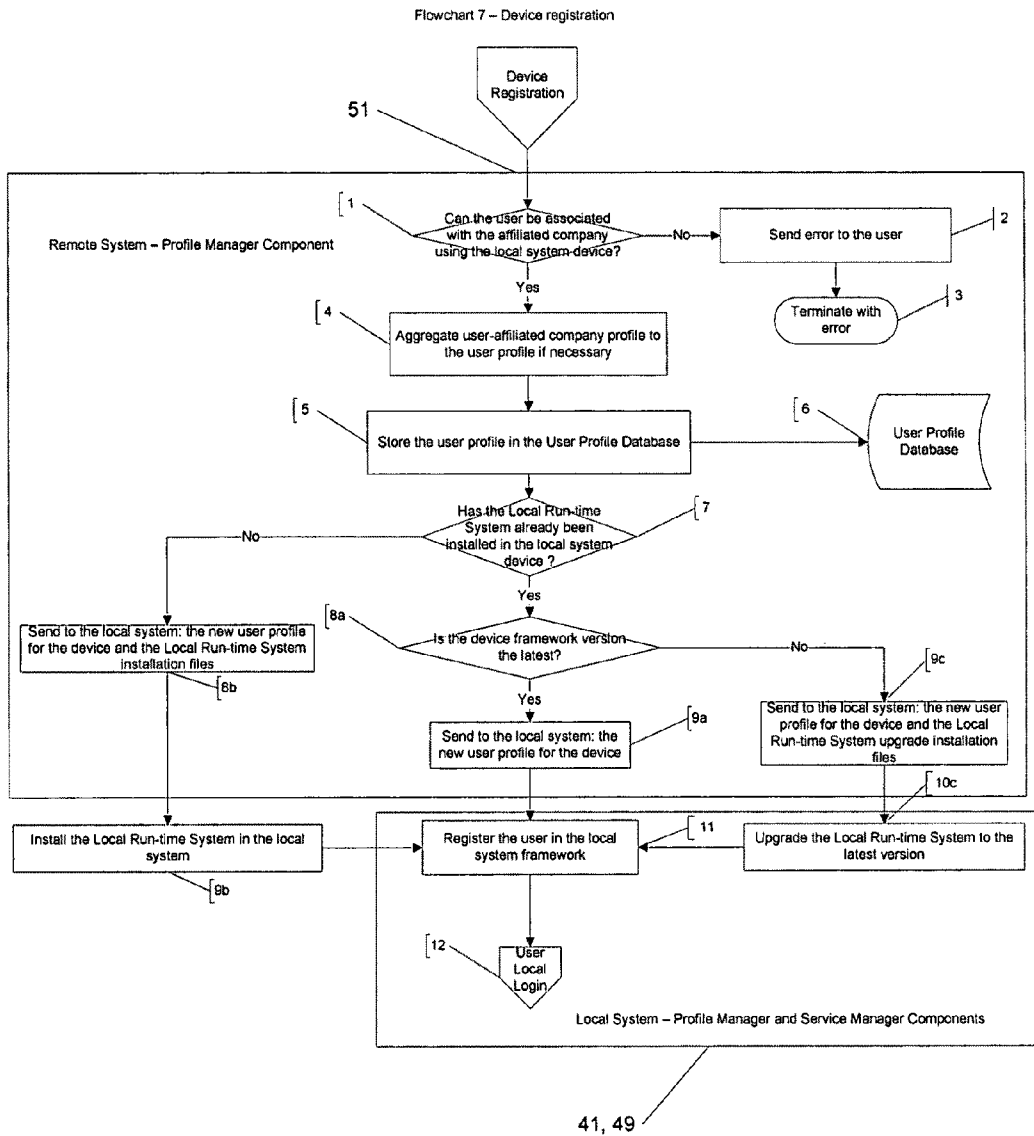 Flowchart 7 – Device registration
Device
Registration
51
[1
Can the user be associated
with the affiliated company
using the local system device?
No
Send error to the user
2
Remote System – Profile Manager Component
Yes
3
Terminate with
error
[4
Aggregate user-affiliated company profile to
the user profile if necessary
[5
Store the user profile in the User Profile Database
[6
User Profile
Database
Has the Local Run-time
System already been
installed in the local system
device ?
[7
No
Yes
[8a
Send to the local system: the new user profile
for the device and the Local Run-time System
installation files
[8b
Is the device framework version
the latest?
No
[9c
Yes
Send to the local system: the
new user profile for the device
[9a
Send to the local system: the new user
profile for the device and the Local
Run-time System upgrade installation
files
[10c
Install the Local Run-time System in the local
system
[9b
Register the user in the local
system framework
[11
Upgrade the Local Run-time System to the
latest version
[12
User
Local
Login
Local System – Profile Manager and Service Manager Components
41, 49